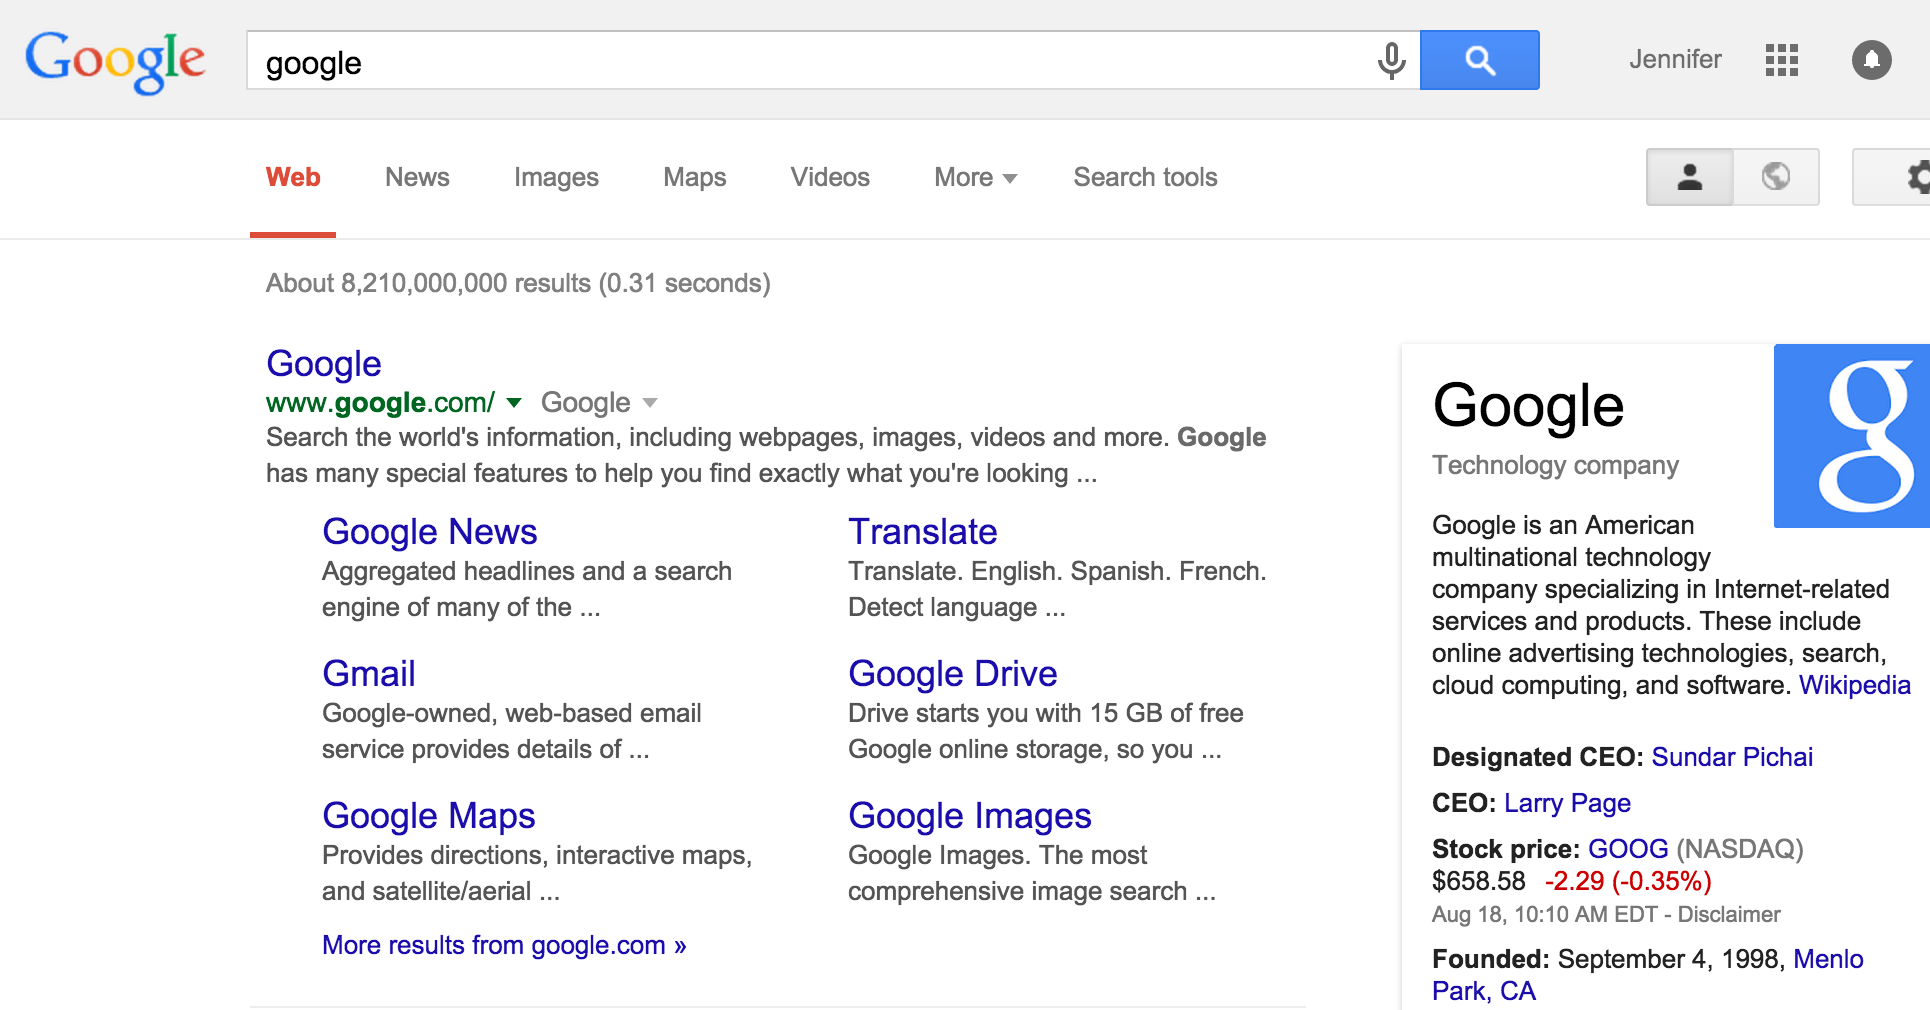 Google
google
Jennifer
Web News Images Maps Videos More Search tools
About 8,210,000,000 results (0.31 seconds)
Google
www.google.com/ Google
Search the world's information, including webpages, images, videos and more. Google
has many special features to help you find exactly what you're looking ...
Google News
Aggregated headlines and a search
engine of many of the ...
Translate
Translate. English. Spanish. French.
Detect language ...
Gmail
Google-owned, web-based email
service provides details of ...
Google Drive
Drive starts you with 15 GB of free
Google online storage, so you ...
Google Maps
Provides directions, interactive maps,
and satellite/aerial ...
Google Images
Google Images. The most
comprehensive image search ...
More results from google.com »
Google
g
Technology company
Google is an American
multinational technology
company specializing in Internet-related
services and products. These include
online advertising technologies, search,
cloud computing, and software. Wikipedia
Designated CEO: Sundar Pichai
CEO: Larry Page
Stock price: GOOG (NASDAQ)
$658.58 -2.29 (-0.35%)
Aug 18, 10:10 AM EDT - Disclaimer
Founded: September 4, 1998, Menlo
Park, CA